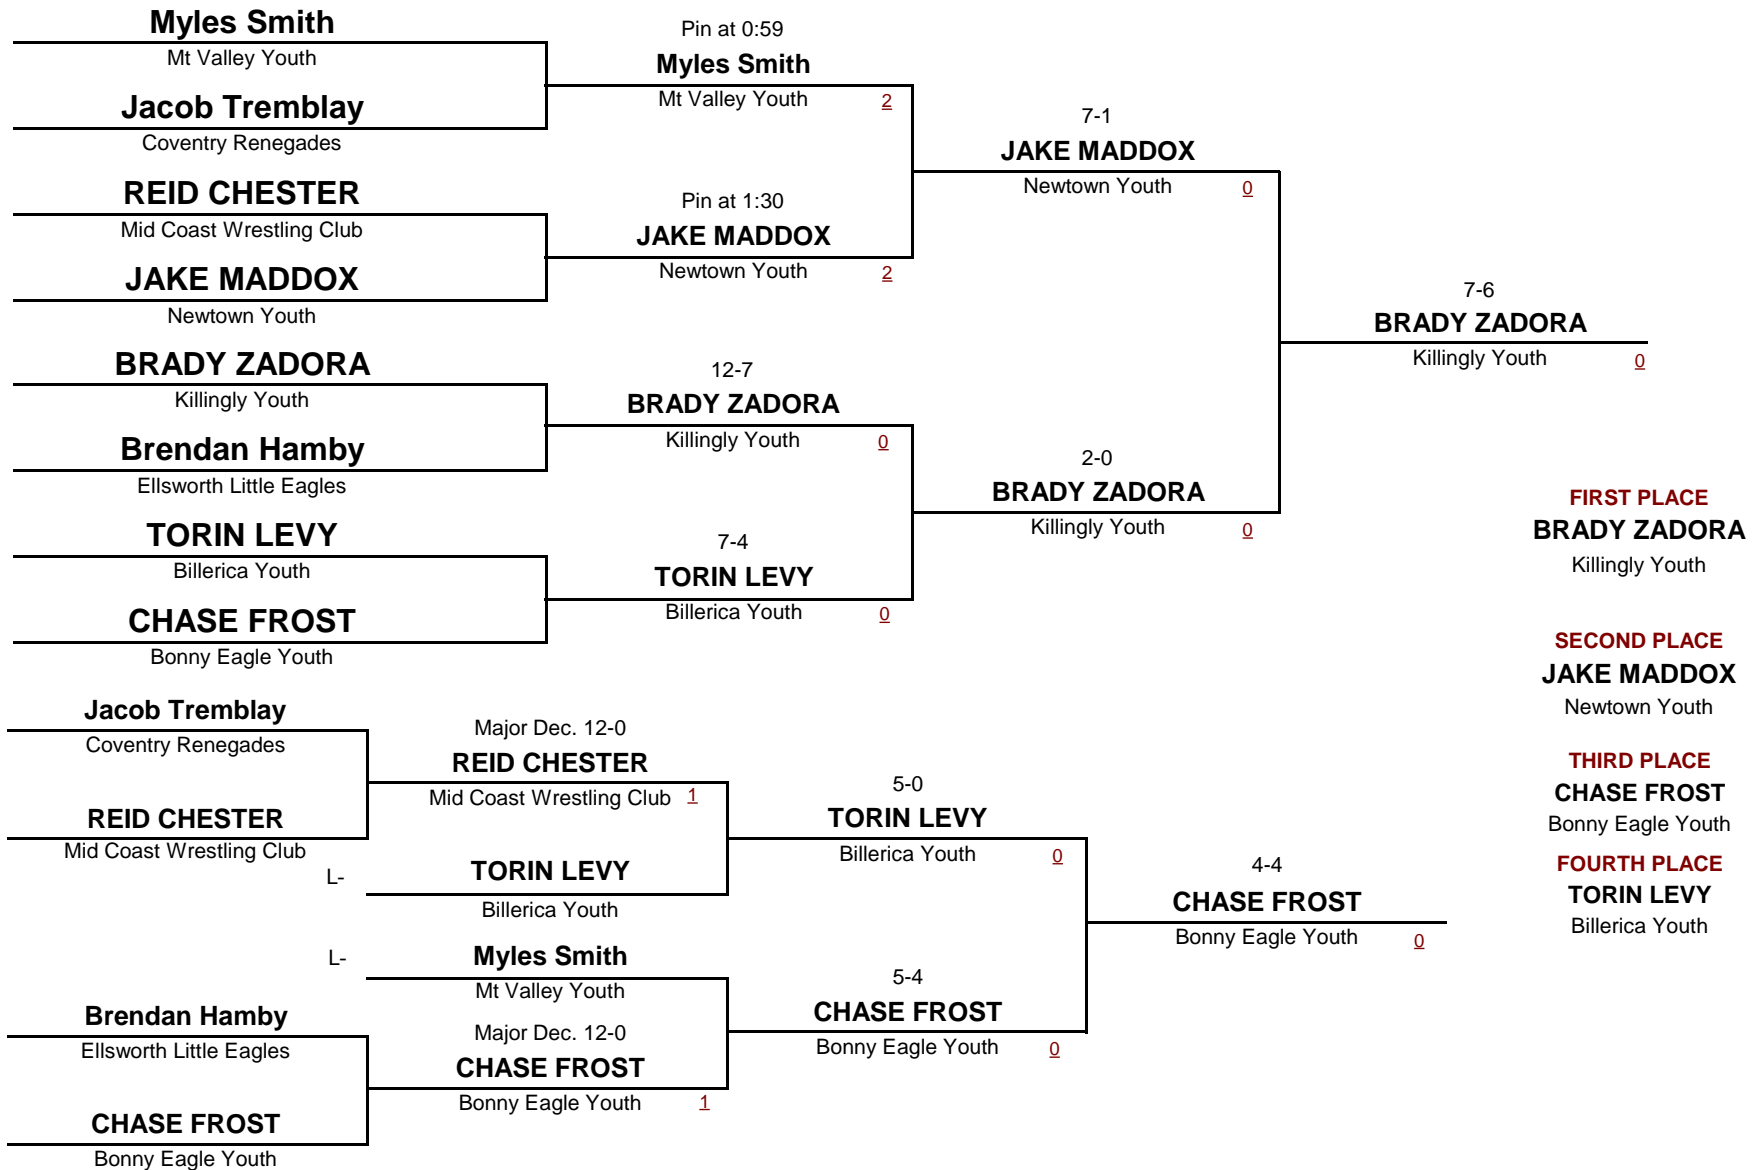 Myles Smith
Mt Valley Youth
Jacob Tremblay
Coventry Renegades
REID CHESTER
Mid Coast Wrestling Club
JAKE MADDOX
Newtown Youth
BRADY ZADORA
Killingly Youth
Brendan Hamby
Ellsworth Little Eagles
TORIN LEVY
Billerica Youth
CHASE FROST
Bonny Eagle Youth
Pin at 0:59
Myles Smith
Mt Valley Youth 2
Pin at 1:30
JAKE MADDOX
Newtown Youth 2
12-7
BRADY ZADORA
Killingly Youth 0
7-4
TORIN LEVY
Billerica Youth 0
7-1
JAKE MADDOX
Newtown Youth 0
2-0
BRADY ZADORA
Killingly Youth 0
7-6
BRADY ZADORA
Killingly Youth 0
FIRST PLACE
BRADY ZADORA
Killingly Youth
SECOND PLACE
JAKE MADDOX
Newtown Youth
THIRD PLACE
CHASE FROST
Bonny Eagle Youth
FOURTH PLACE
TORIN LEVY
Billerica Youth
Jacob Tremblay
Coventry Renegades
REID CHESTER
Mid Coast Wrestling Club
Brendan Hamby
Ellsworth Little Eagles
CHASE FROST
Bonny Eagle Youth
Major Dec. 12-0
REID CHESTER
Mid Coast Wrestling Club 1
L- TORIN LEVY
Billerica Youth
L- Myles Smith
Mt Valley Youth
Major Dec. 12-0
CHASE FROST
Bonny Eagle Youth 1
5-0
TORIN LEVY
Billerica Youth 0
5-4
CHASE FROST
Bonny Eagle Youth 0
4-4
CHASE FROST
Bonny Eagle Youth 0